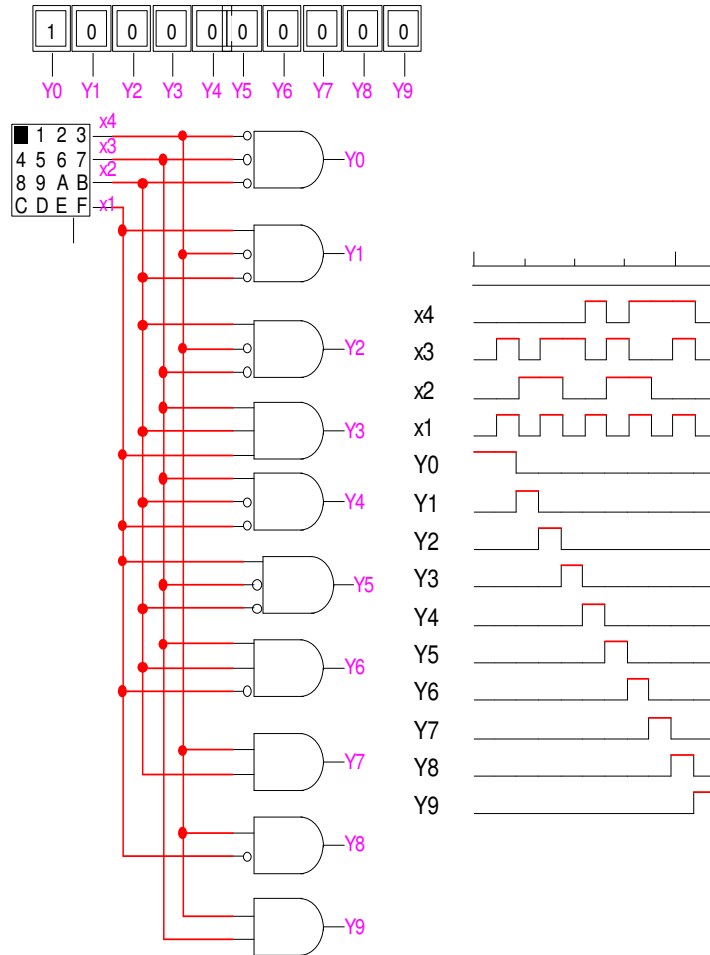 1 0 0 0 0 0 0 0 0 0
Y0 Y1 Y2 Y3 Y4 Y5 Y6 Y7 Y8 Y9
1 2 3 x4
4 5 6 7 x3
8 9 A B x2
C D E F x1
Y0
Y1
Y2
Y3
Y4
Y5
Y6
Y7
Y8
Y9
x4
x3
x2
x1
Y0
Y1
Y2
Y3
Y4
Y5
Y6
Y7
Y8
Y9